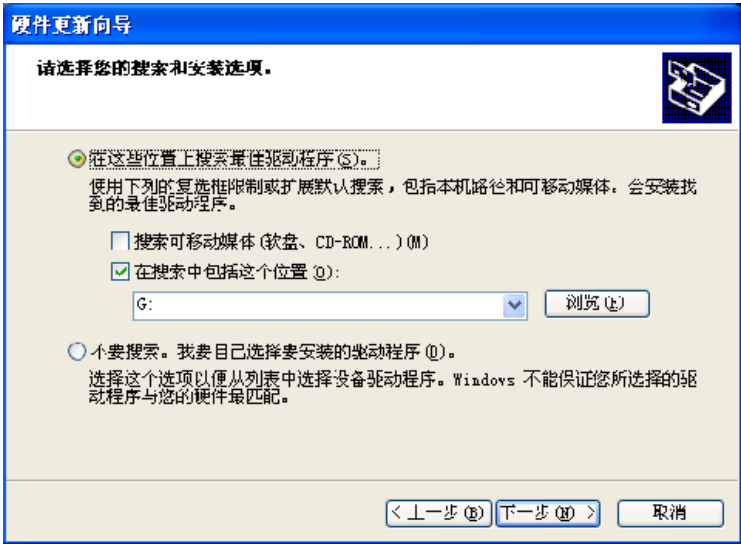 硬件更新向导
请选择您的搜索和安装选项。
在这些位置上搜索最佳驱动程序(S)。
使用下列的复选框限制或扩展默认搜索，包括本机路径和可移动媒体。会安装找
到的最佳驱动程序。
搜索可移动媒体(软盘、CD-ROM...)(M)
在搜索中包括这个位置(O):
G:
浏览(R)
不要搜索。我要自己选择要安装的驱动程序(D)。
选择这个选项以便从列表中选择设备驱动程序。Windows 不能保证您所选择的驱
动程序与您的硬件最匹配。
< 上一步(B) 下一步(N) > 取消